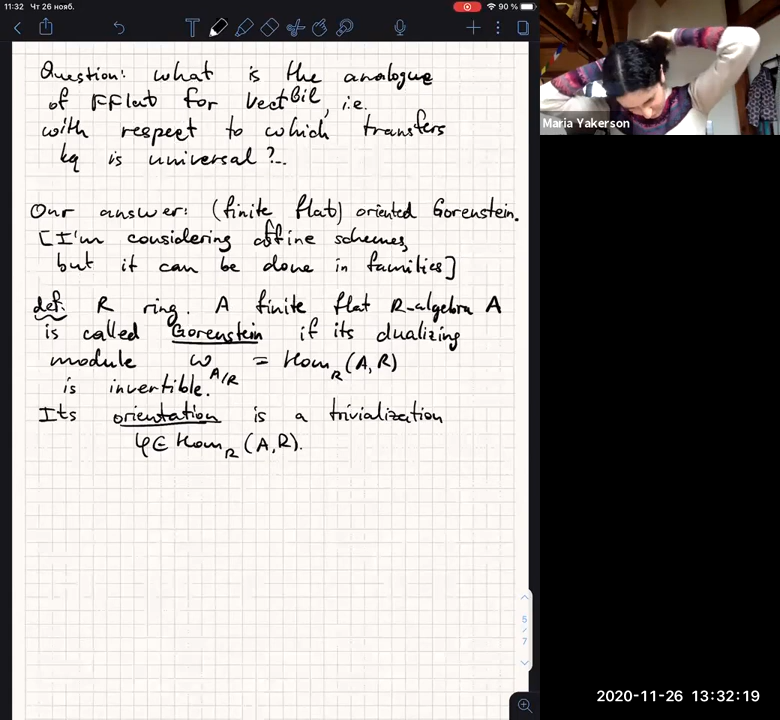 11:32 Чт 26 нояб.
90 %
T
Question: what is the analogue
of FFlat for Vect^Bil, i.e.
with respect to which transfers
kq is universal?..
Our answer: (finite flat) oriented Gorenstein.
[I'm considering affine schemes,
but it can be done in families]
def: R ring. A finite flat R-algebra A
is called Gorenstein if its dualizing
module ω_{A/R} = Hom_R(A,R)
is invertible.
Its orientation is a trivialization
φ∈Hom_R(A,R).
5
/
7
Maria Yakerson
2020-11-26 13:32:19